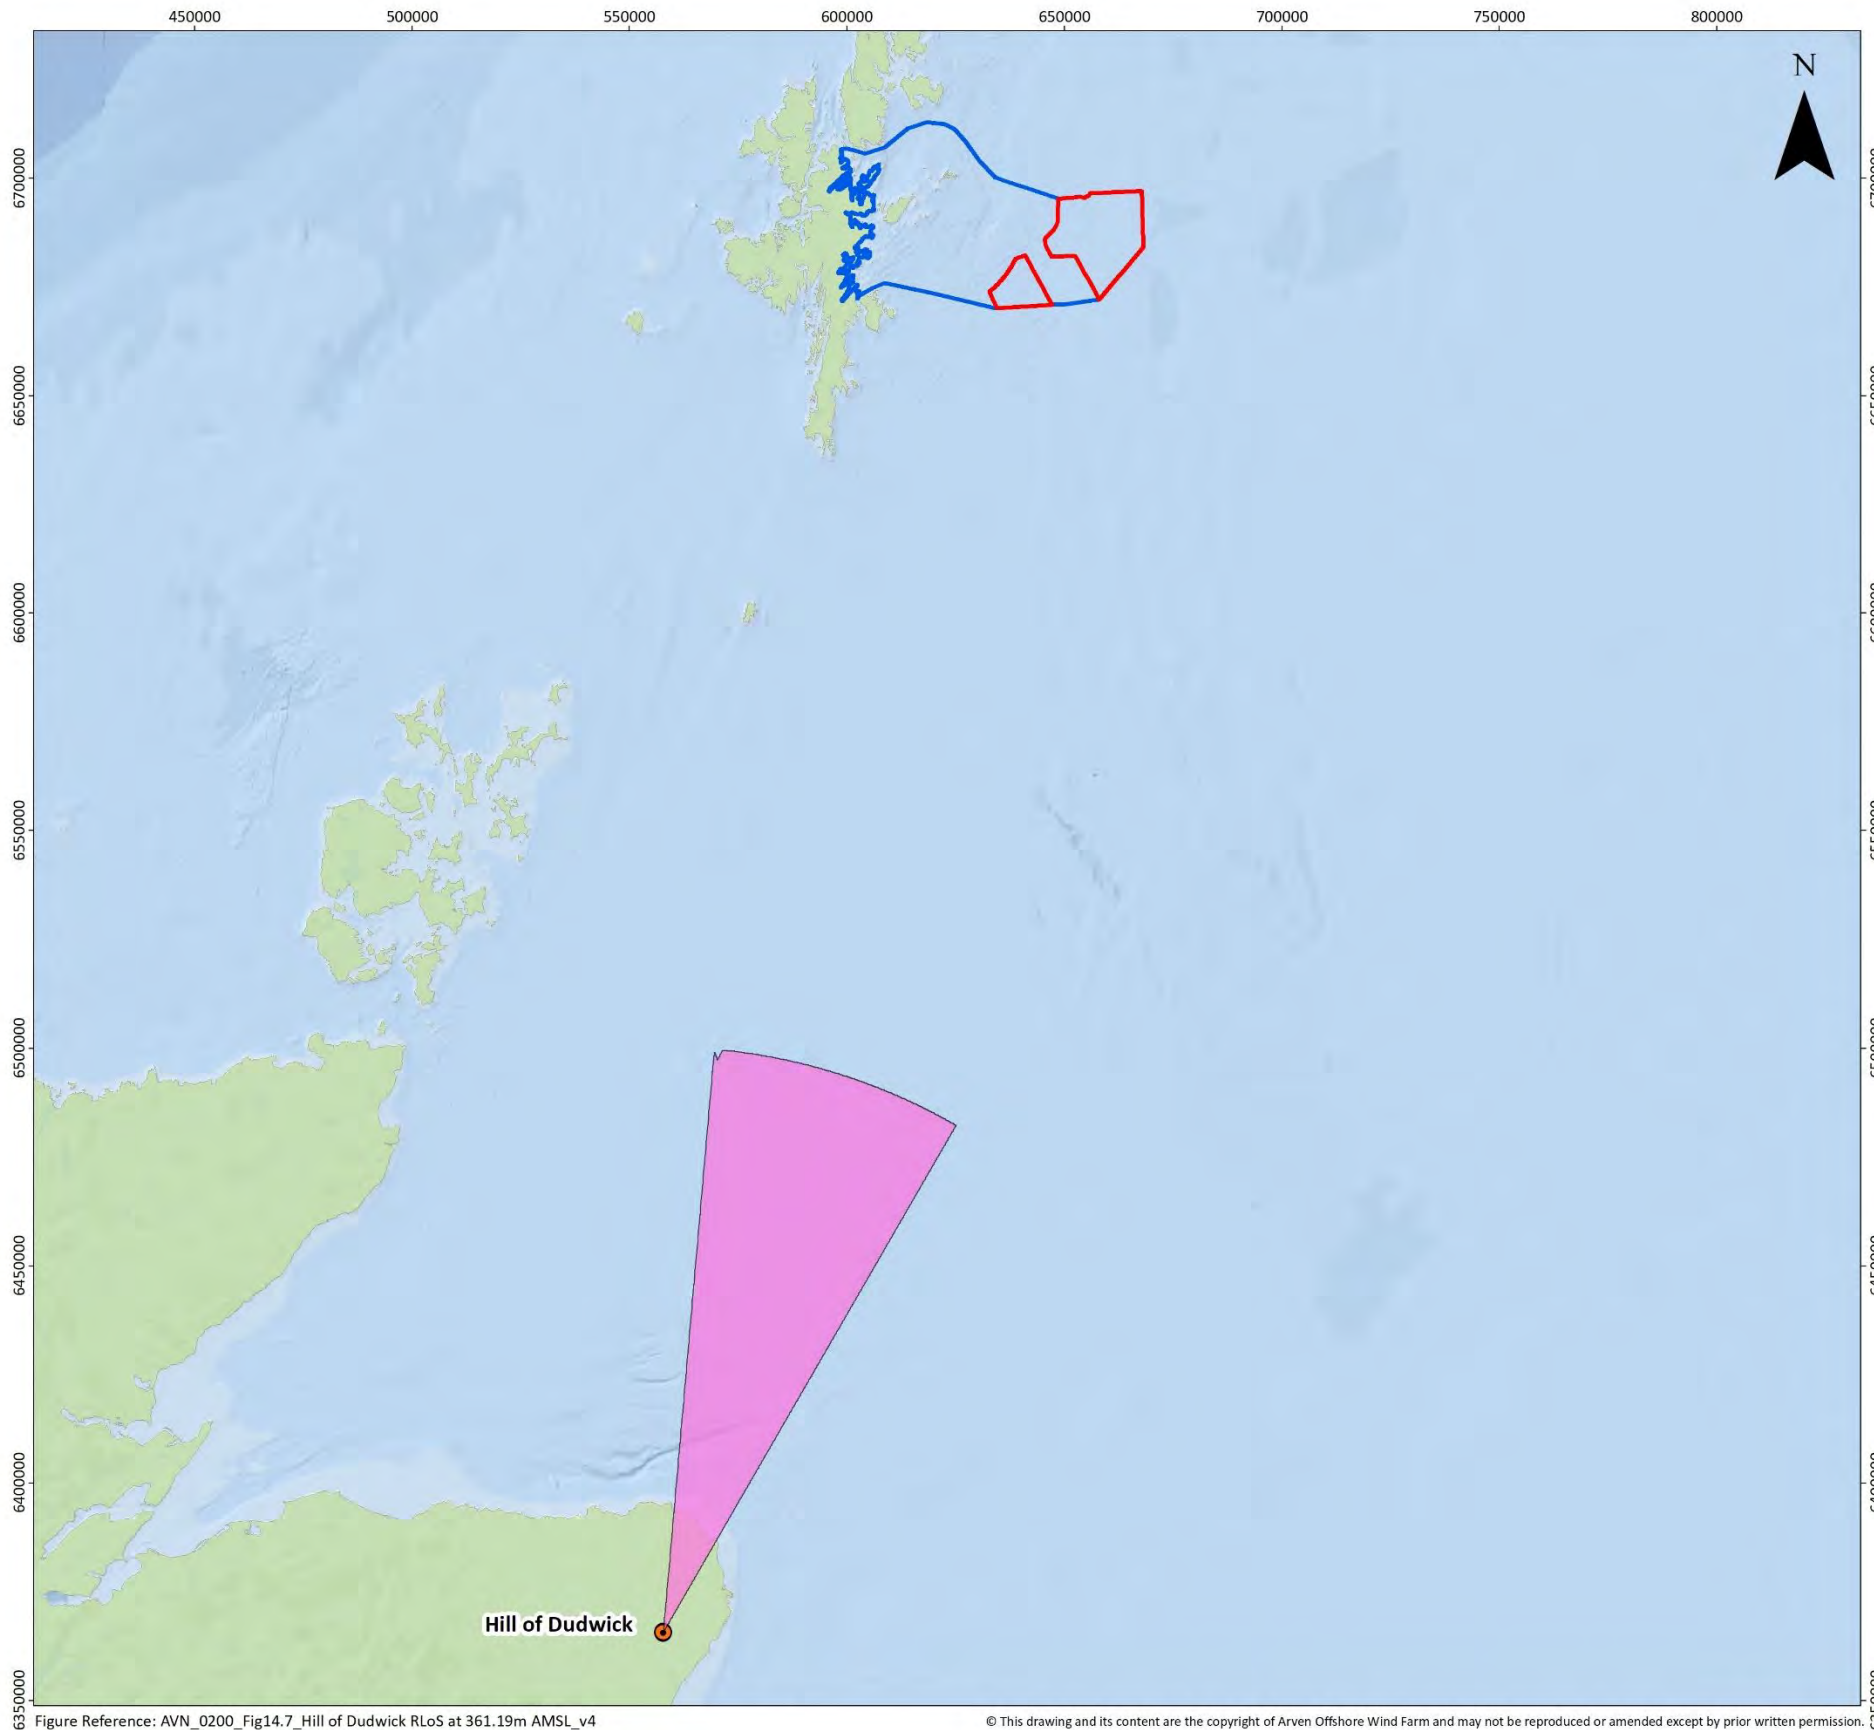 450000 500000 550000 600000 650000 700000 750000 800000
N
6700000
6650000
6600000
6550000
6500000
6450000
6400000
6350000
Hill of Dudwick
Figure Reference: AVN_0200_Fig14.7_Hill of Dudwick RLoS at 361.19m AMSL_v4
© This drawing and its content are the copyright of Arven Offshore Wind Farm and may not be reproduced or amended except by prior written permission.